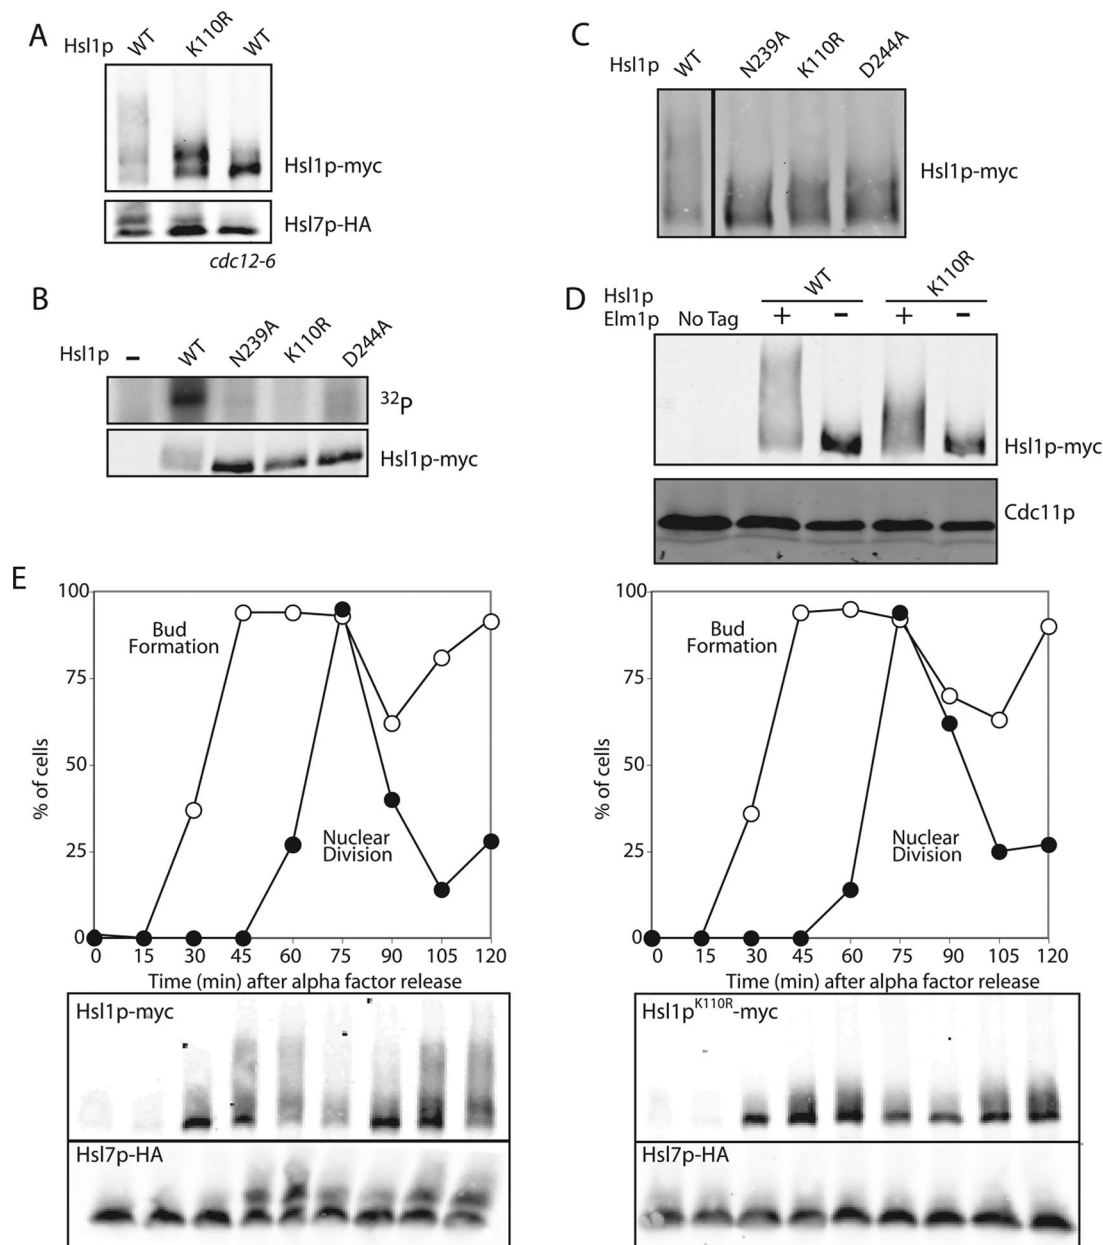 A
Hsl1p WT K110R WT
Hsl1p-myc
Hsl7p-HA
cdc12-6
B
Hsl1p – WT N239A K110R D244A
32P
Hsl1p-myc
C
Hsl1p WT N239A K110R D244A
Hsl1p-myc
D
Hsl1p WT K110R
Elm1p No Tag + – + –
Hsl1p-myc
Cdc11p
E
100
Bud
Formation
75
50
% of cells
Nuclear
Division
25
0
0 15 30 45 60 75 90 105 120
Time (min) after alpha factor release
Hsl1p-myc
Hsl7p-HA
100
Bud
Formation
75
50
% of cells
Nuclear
Division
25
0
0 15 30 45 60 75 90 105 120
Time (min) after alpha factor release
Hsl1pK110R-myc
Hsl7p-HA